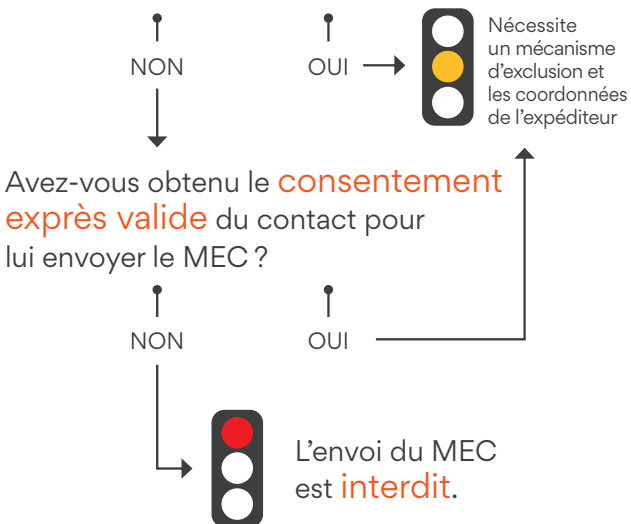 NON
OUI
Nécessite
un mécanisme
d'exclusion et
les coordonnées
de l'expéditeur
Avez-vous obtenu le consentement
exprès valide du contact pour
lui envoyer le MEC ?
NON
OUI
L'envoi du MEC
est interdit.